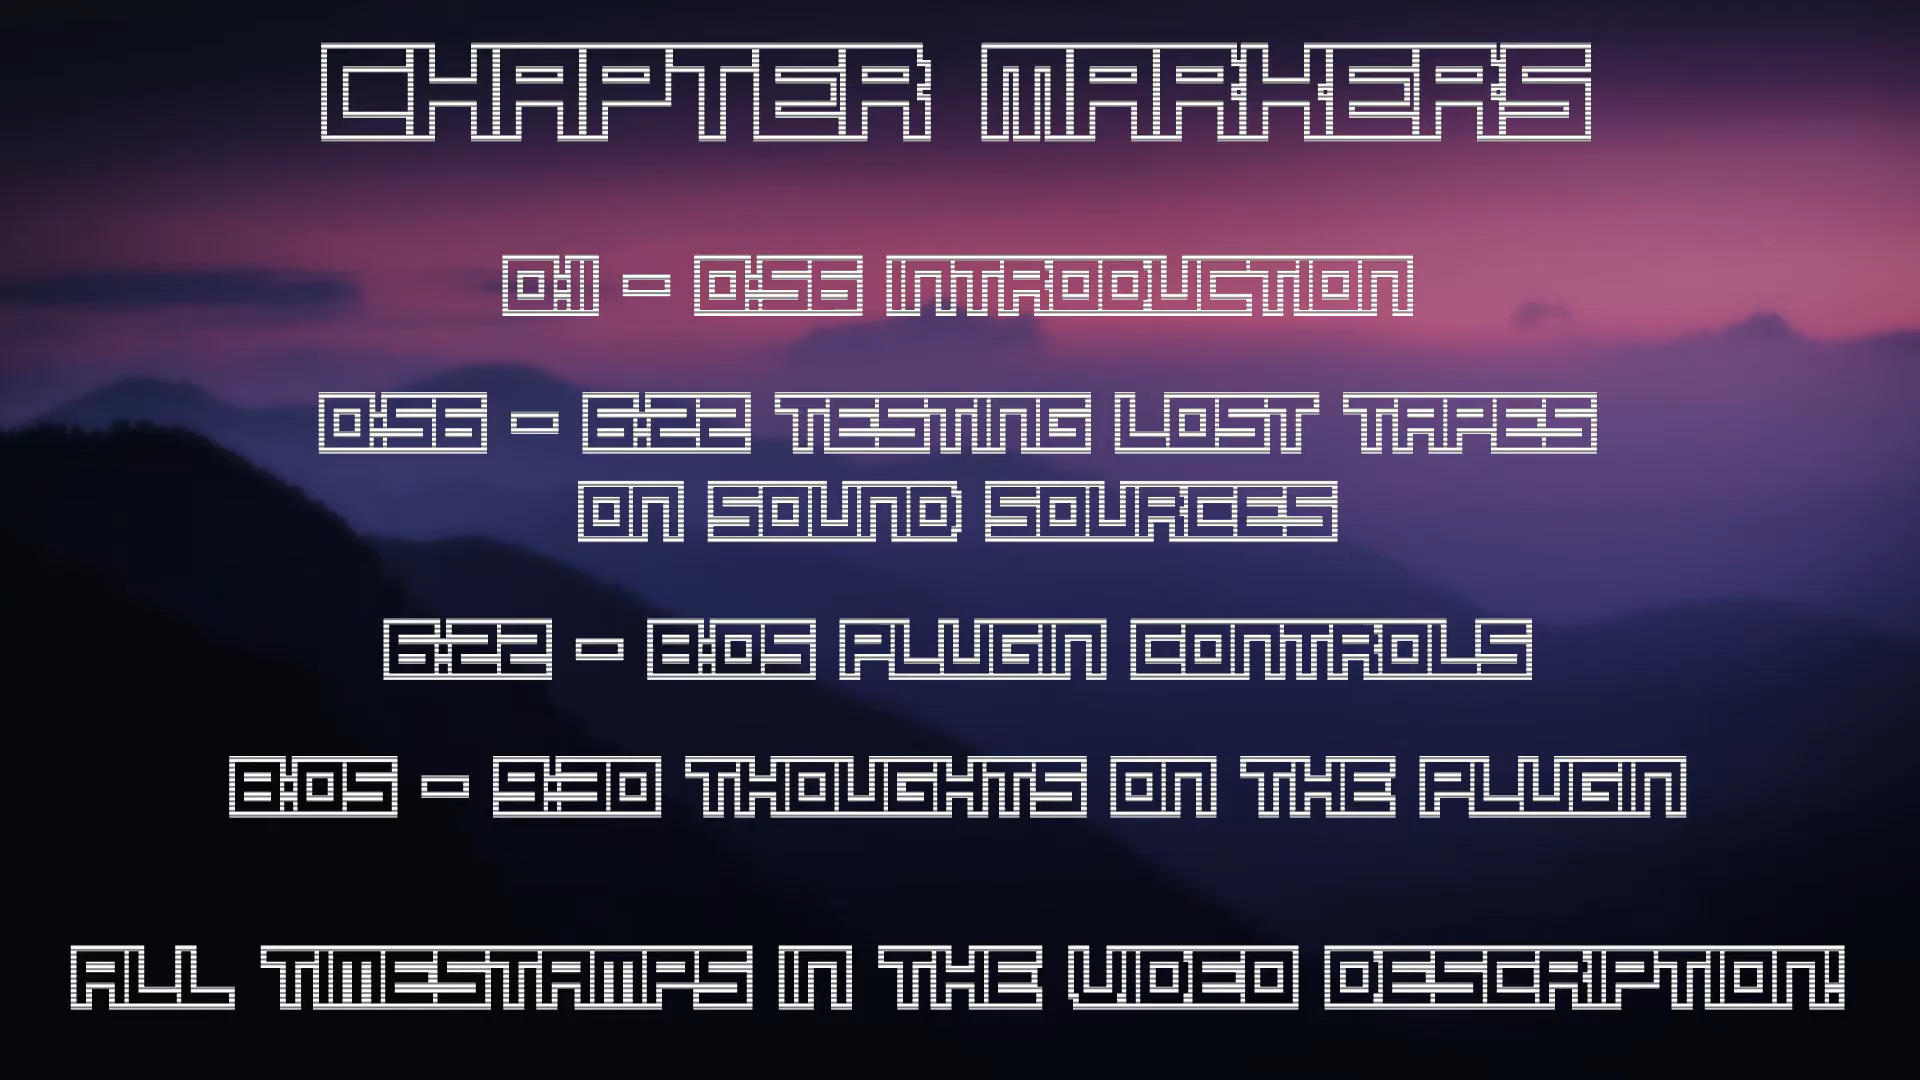 CHAPTER MARKERS
0:11 - 0:56 INTRODUCTION
0:56 - 6:22 TESTING LOST TAPES
ON SOUND SOURCES
6:22 - 8:05 PLUGIN CONTROLS
8:05 - 9:30 THOUGHTS ON THE PLUGIN
ALL TIMESTAMPS IN THE VIDEO DESCRIPTION!